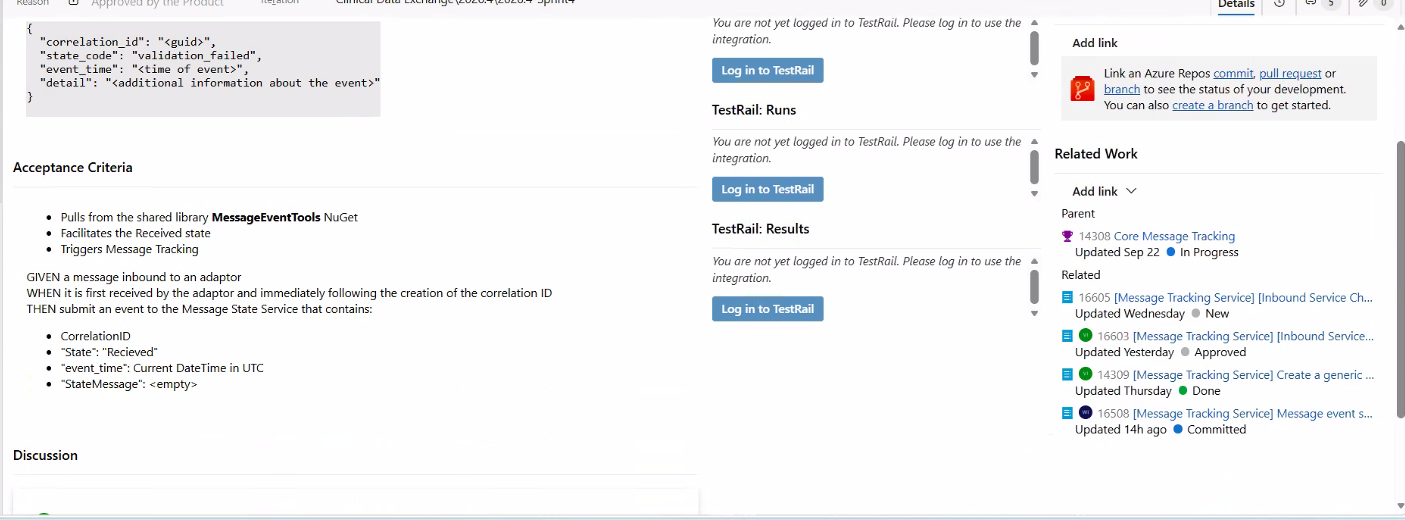 Reason Approved by the Product Iteration Clinical Data Exchange\2026.4\2026.4-Sprint4
Details 5 0
{
"correlation_id": "<guid>",
"state_code": "validation_failed",
"event_time": "<time of event>",
"detail": "<additional information about the event>"
}
Acceptance Criteria
Pulls from the shared library MessageEventTools NuGet
Facilitates the Received state
Triggers Message Tracking
GIVEN a message inbound to an adaptor
WHEN it is first received by the adaptor and immediately following the creation of the correlation ID
THEN submit an event to the Message State Service that contains:
CorrelationID
"State": "Recieved"
"event_time": Current DateTime in UTC
"StateMessage": <empty>
Discussion
You are not yet logged in to TestRail. Please log in to use the
integration.
Log in to TestRail
TestRail: Runs
You are not yet logged in to TestRail. Please log in to use the
integration.
Log in to TestRail
TestRail: Results
You are not yet logged in to TestRail. Please log in to use the
integration.
Log in to TestRail
Add link
Link an Azure Repos commit, pull request or
branch to see the status of your development.
You can also create a branch to get started.
Related Work
Add link
Parent
14308 Core Message Tracking
Updated Sep 22 In Progress
Related
16605 [Message Tracking Service] [Inbound Service Ch...
Updated Wednesday New
16603 [Message Tracking Service] [Inbound Service...
Updated Yesterday Approved
14309 [Message Tracking Service] Create a generic ...
Updated Thursday Done
16508 [Message Tracking Service] Message event s...
Updated 14h ago Committed